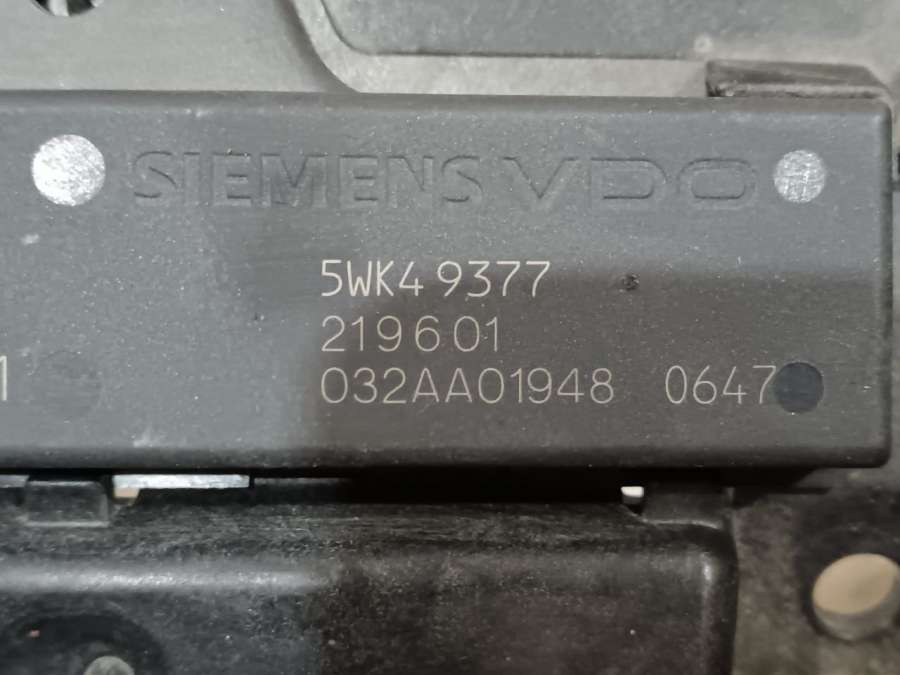 SIEMENS VDO
5WK4 9377
219601
032AA01948 0647